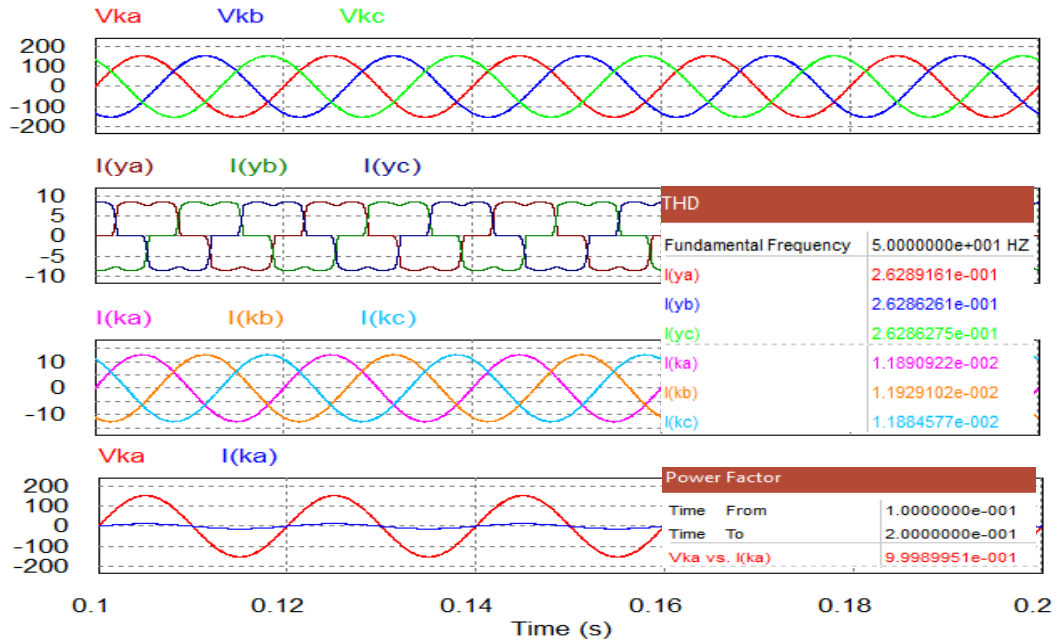 Vka Vkb Vkc
200
100
0
-100
-200
I(ya) I(yb) I(yc)
10
5
0
-5
-10
THD
Fundamental Frequency 5.0000000e+001 HZ
I(ya) 2.6289161e-001
I(yb) 2.6286261e-001
I(yc) 2.6286275e-001
I(ka) 1.1890922e-002
I(kb) 1.1929102e-002
I(kc) 1.1884577e-002
I(ka) I(kb) I(kc)
10
0
-10
Vka I(ka)
200
100
0
-100
-200
Power Factor
Time From 1.0000000e-001
Time To 2.0000000e-001
Vka vs. I(ka) 9.9989951e-001
0.1 0.12 0.14 0.16 0.18 0.2
Time (s)